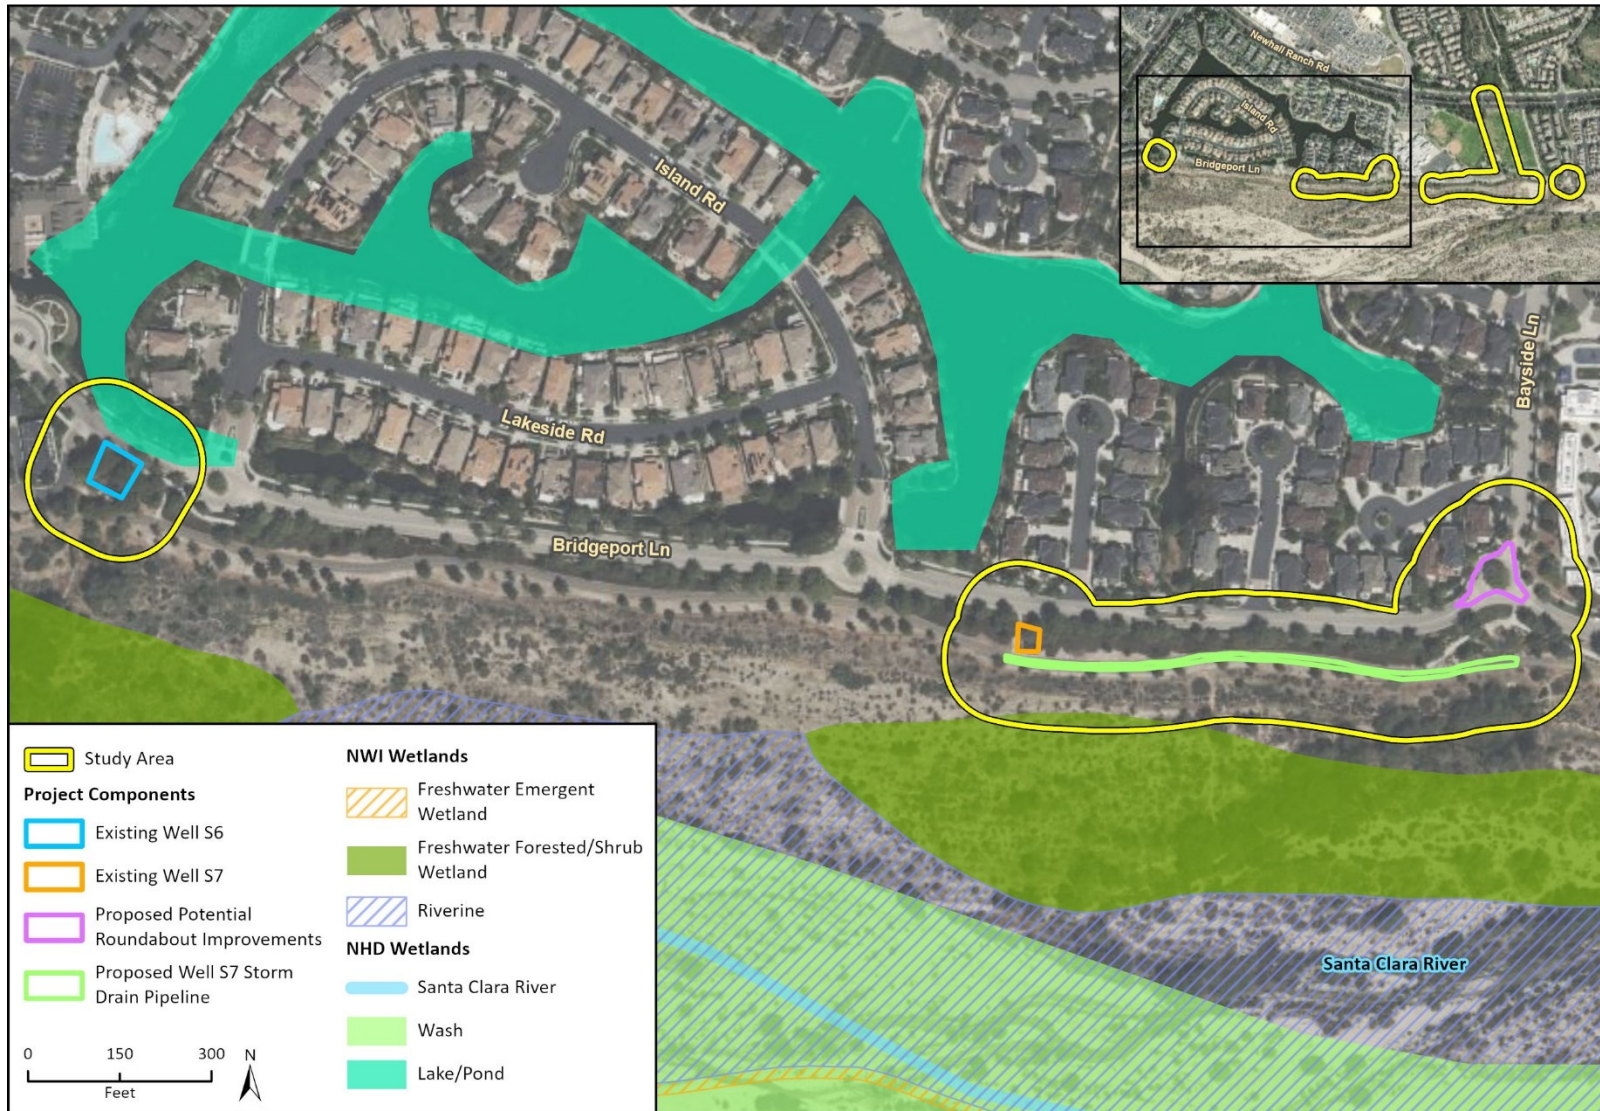 Newhall Ranch Rd
Island Rd
Bridgeport Ln
Island Rd
Bayside Ln
Lakeside Rd
Bridgeport Ln
Santa Clara River
Study Area
Project Components
Existing Well S6
Existing Well S7
Proposed Potential
Roundabout Improvements
Proposed Well S7 Storm
Drain Pipeline
0 150 300
Feet
N
NWI Wetlands
Freshwater Emergent
Wetland
Freshwater Forested/Shrub
Wetland
Riverine
NHD Wetlands
Santa Clara River
Wash
Lake/Pond